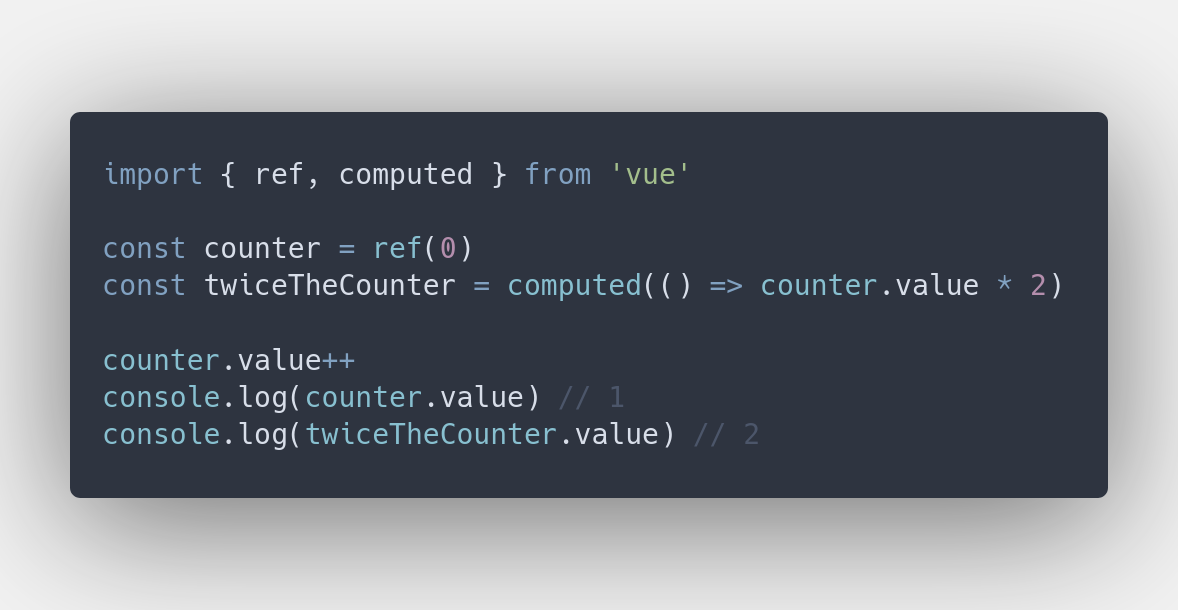 import { ref, computed } from 'vue'
const counter = ref(0)
const twiceTheCounter = computed(() => counter.value * 2)
counter.value++
console.log(counter.value) // 1
console.log(twiceTheCounter.value) // 2